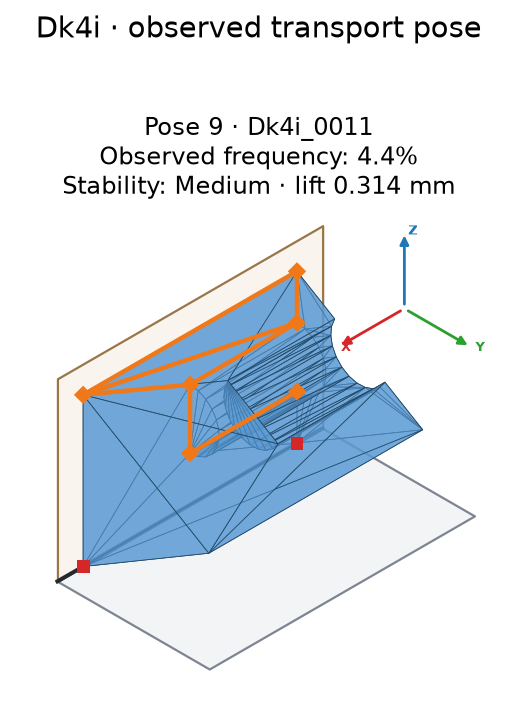 Dk4i · observed transport pose
Pose 9 · Dk4i_0011
Observed frequency: 4.4%
Stability: Medium · lift 0.314 mm
Z
X
Y